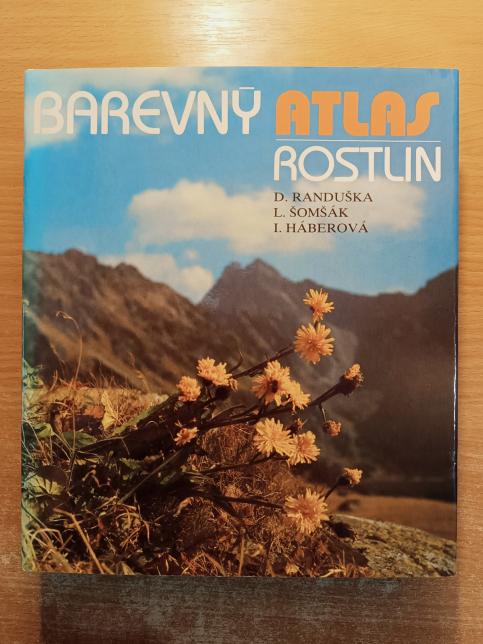 BAREVNÝ ATLAS
ROSTLIN
D. RANDUŠKA
L. ŠOMŠÁK
I. HÁBEROVÁ